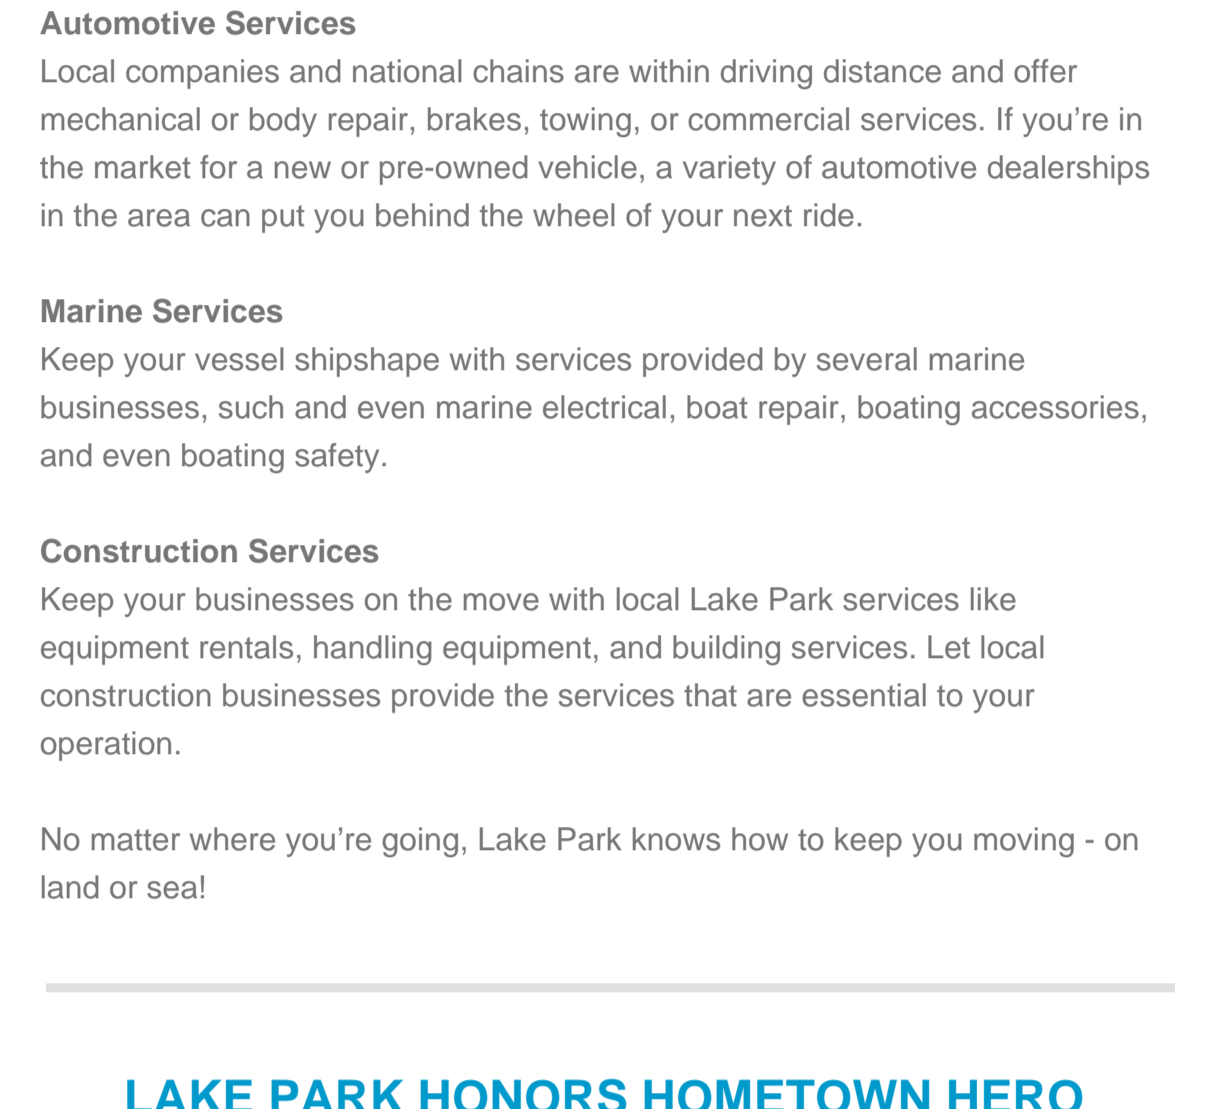 Automotive Services
Local companies and national chains are within driving distance and offer
mechanical or body repair, brakes, towing, or commercial services. If you’re in
the market for a new or pre-owned vehicle, a variety of automotive dealerships
in the area can put you behind the wheel of your next ride.
Marine Services
Keep your vessel shipshape with services provided by several marine
businesses, such and even marine electrical, boat repair, boating accessories,
and even boating safety.
Construction Services
Keep your businesses on the move with local Lake Park services like
equipment rentals, handling equipment, and building services. Let local
construction businesses provide the services that are essential to your
operation.
No matter where you’re going, Lake Park knows how to keep you moving - on
land or sea!
LAKE PARK HONORS HOMETOWN HERO